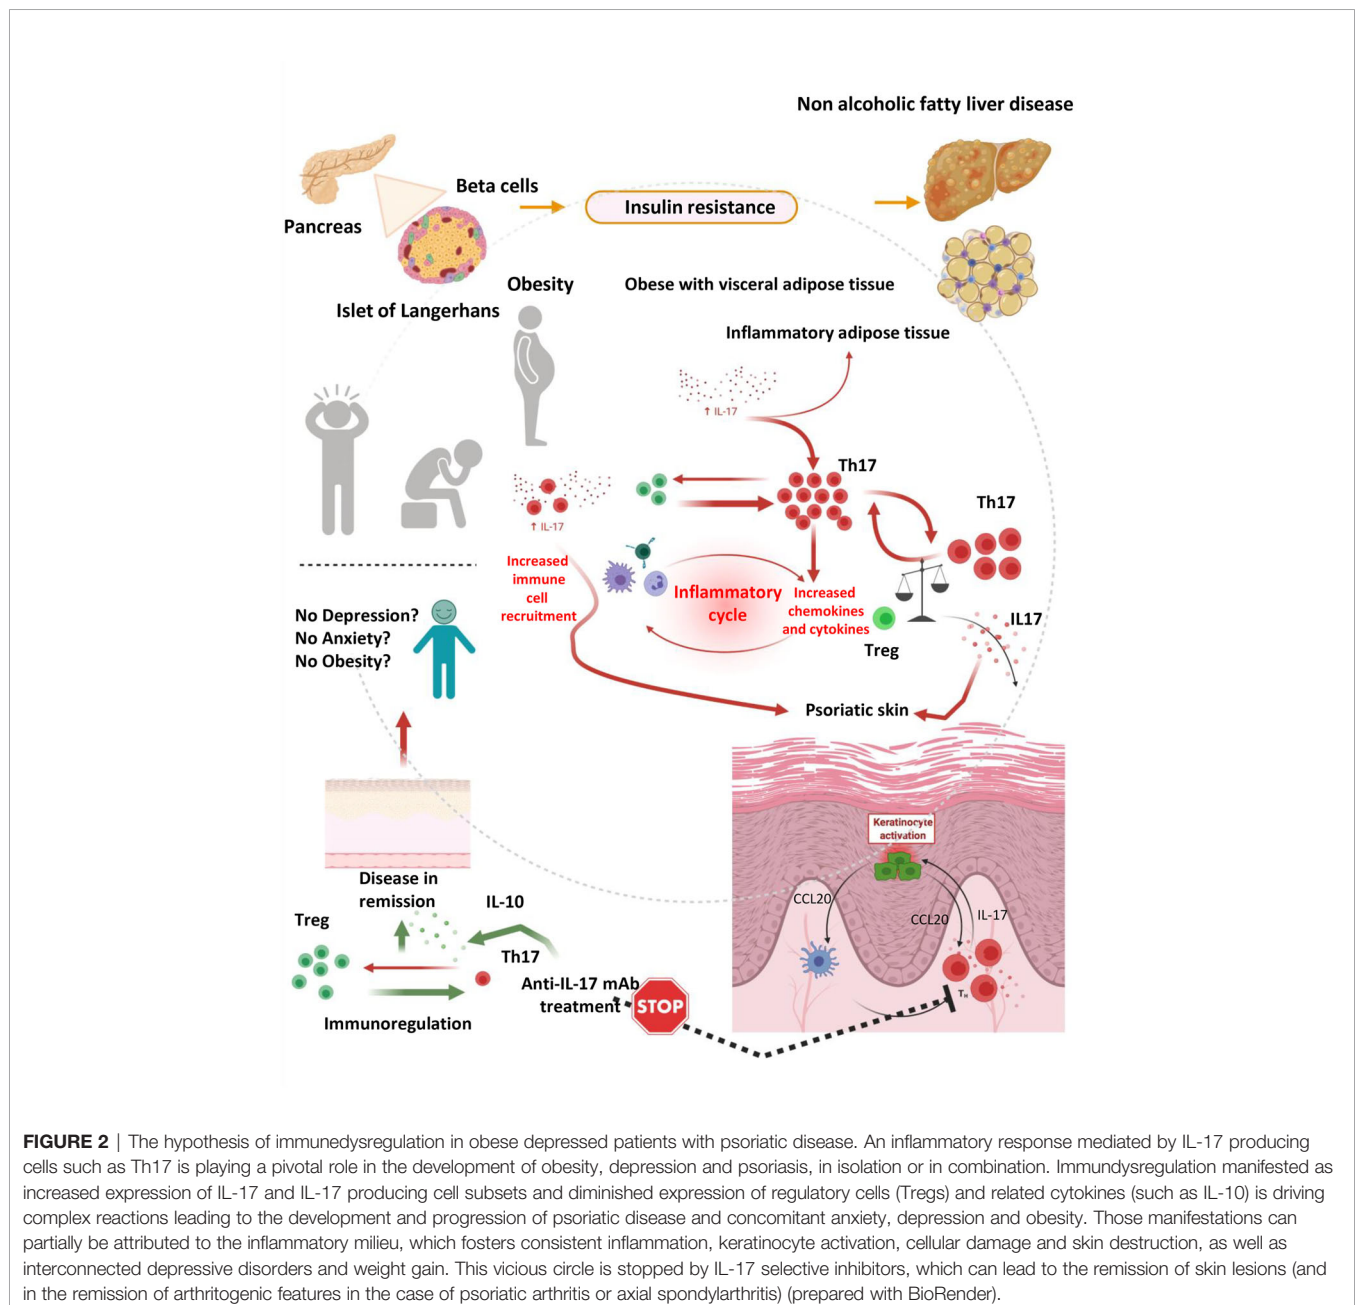 Non alcoholic fatty liver disease
Beta cells
Pancreas
Insulin resistance
Islet of Langerhans
Obesity
Obese with visceral adipose tissue
Inflammatory adipose tissue
↑ IL-17
Th17
Th17
↑ IL-17
Increased
immune
cell
recruitment
Inflammatory
cycle
Increased
chemokines
and cytokines
Treg
IL17
No Depression?
No Anxiety?
No Obesity?
Psoriatic skin
Keratinocyte
activation
CCL20
CCL20
IL-17
Disease in
remission
IL-10
Treg
Th17
Anti-IL-17 mAb
treatment
STOP
Immunoregulation
FIGURE 2 | The hypothesis of immunedysregulation in obese depressed patients with psoriatic disease. An inflammatory response mediated by IL-17 producing
cells such as Th17 is playing a pivotal role in the development of obesity, depression and psoriasis, in isolation or in combination. Immundysregulation manifested as
increased expression of IL-17 and IL-17 producing cell subsets and diminished expression of regulatory cells (Tregs) and related cytokines (such as IL-10) is driving
complex reactions leading to the development and progression of psoriatic disease and concomitant anxiety, depression and obesity. Those manifestations can
partially be attributed to the inflammatory milieu, which fosters consistent inflammation, keratinocyte activation, cellular damage and skin destruction, as well as
interconnected depressive disorders and weight gain. This vicious circle is stopped by IL-17 selective inhibitors, which can lead to the remission of skin lesions (and
in the remission of arthritogenic features in the case of psoriatic arthritis or axial spondylarthritis) (prepared with BioRender).